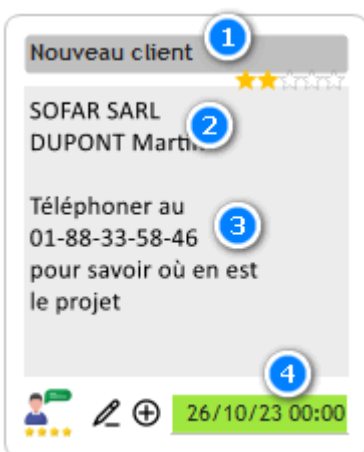 Nouveau client
1
SOFAR SARL
2
DUPONT Martin
Téléphoner au
01-88-33-58-46
3
pour savoir où en est
le projet
4
26/10/23 00:00